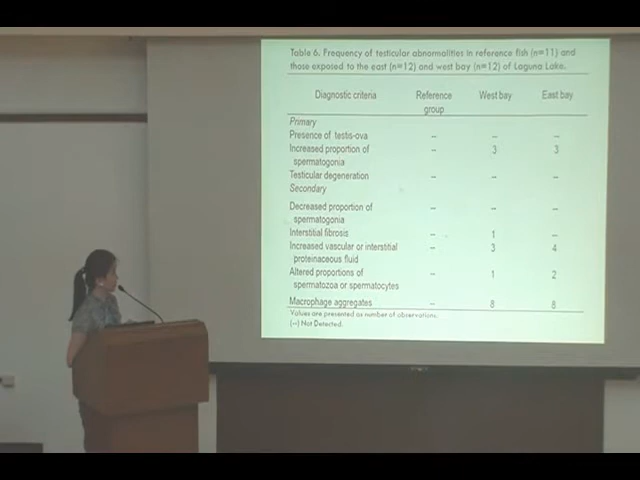 Table 6. Frequency of testicular abnormalities in reference fish (n=11) and
those exposed to the east (n=12) and west bay (n=12) of Laguna Lake.
Diagnostic criteria Reference group West bay East bay
Primary
Presence of testis-ova -- -- --
Increased proportion of -- 3 3
spermatogonia
Testicular degeneration -- -- --
Secondary
Decreased proportion of -- -- --
spermatogonia
Interstitial fibrosis -- 1 --
Increased vascular or interstitial -- 3 4
proteinaceous fluid
Altered proportions of -- 1 2
spermatozoa or spermatocytes
Macrophage aggregates -- 8 8
Values are presented as number of observations.
(--) Not Detected.